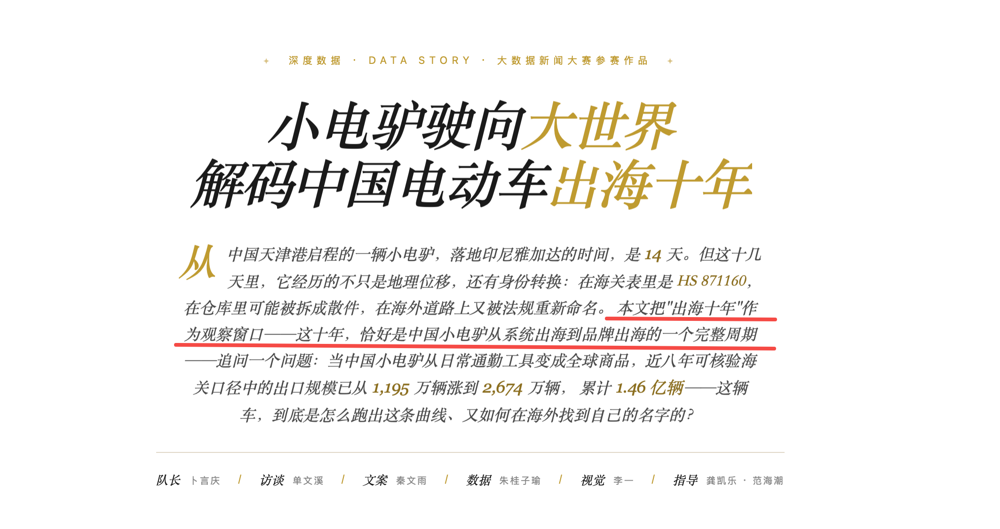 ✦ 深度数据 · DATA STORY · 大数据新闻大赛参赛作品 ✦
小电驴驶向大世界
解码中国电动车出海十年
从中国天津港启程的一辆小电驴，落地印尼雅加达的时间，是 14 天。但这十几
天里，它经历的不只是地理位移，还有身份转换：在海关表里是 HS 871160，
在仓库里可能被拆成散件，在海外道路上又被法规重新命名。 本文把"出海十年"作
为观察窗口——这十年，恰好是中国小电驴从系统出海到品牌出海的一个完整周期
——追问一个问题：当中国小电驴从日常通勤工具变成全球商品，近八年可核验海
关口径中的出口规模已从 1,195 万辆涨到 2,674 万辆， 累计 1.46 亿辆——这辆
车，到底是怎么跑出这条曲线、又如何在海外找到自己的名字的？
队长 卜言庆 / 访谈 单文溪 / 文案 秦文雨 / 数据 朱桂子瑜 / 视觉 李一 / 指导 龚凯乐 · 范海潮